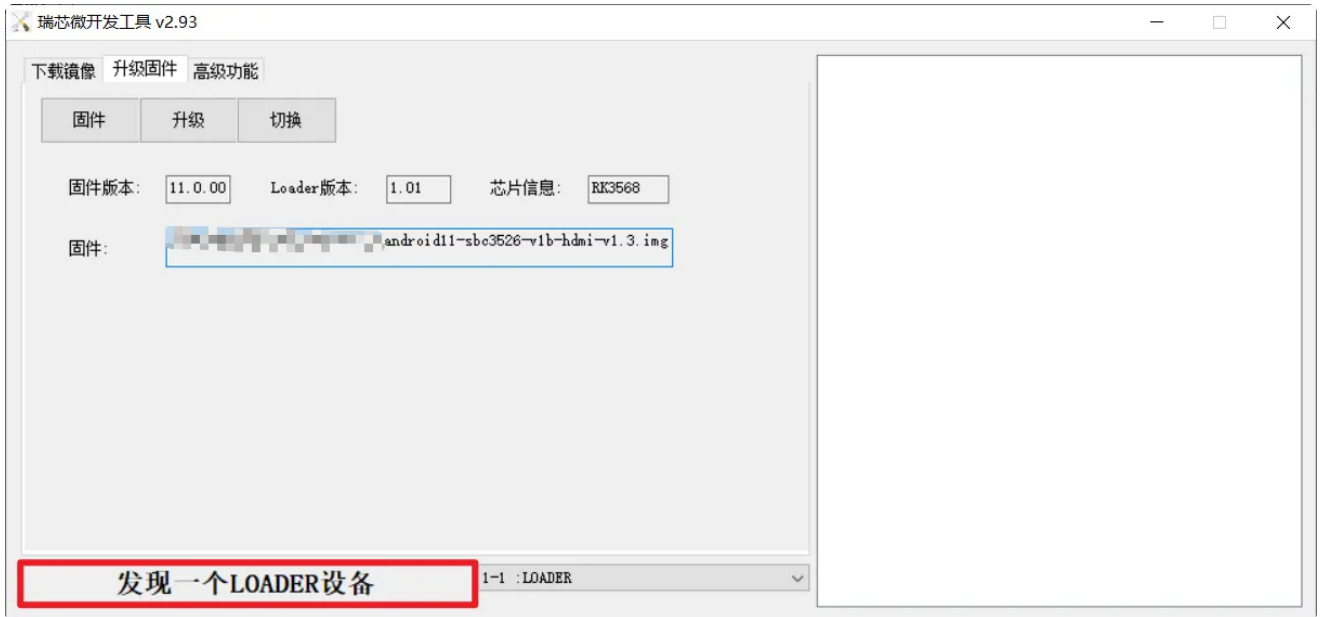 瑞芯微开发工具 v2.93
下载镜像 升级固件 高级功能
固件 升级 切换
固件版本: 11.0.00 Loader版本: 1.01 芯片信息: RK3568
固件: android11-sbc3526-v1b-hdmi-v1.3.img
发现一个LOADER设备 1-1 :LOADER